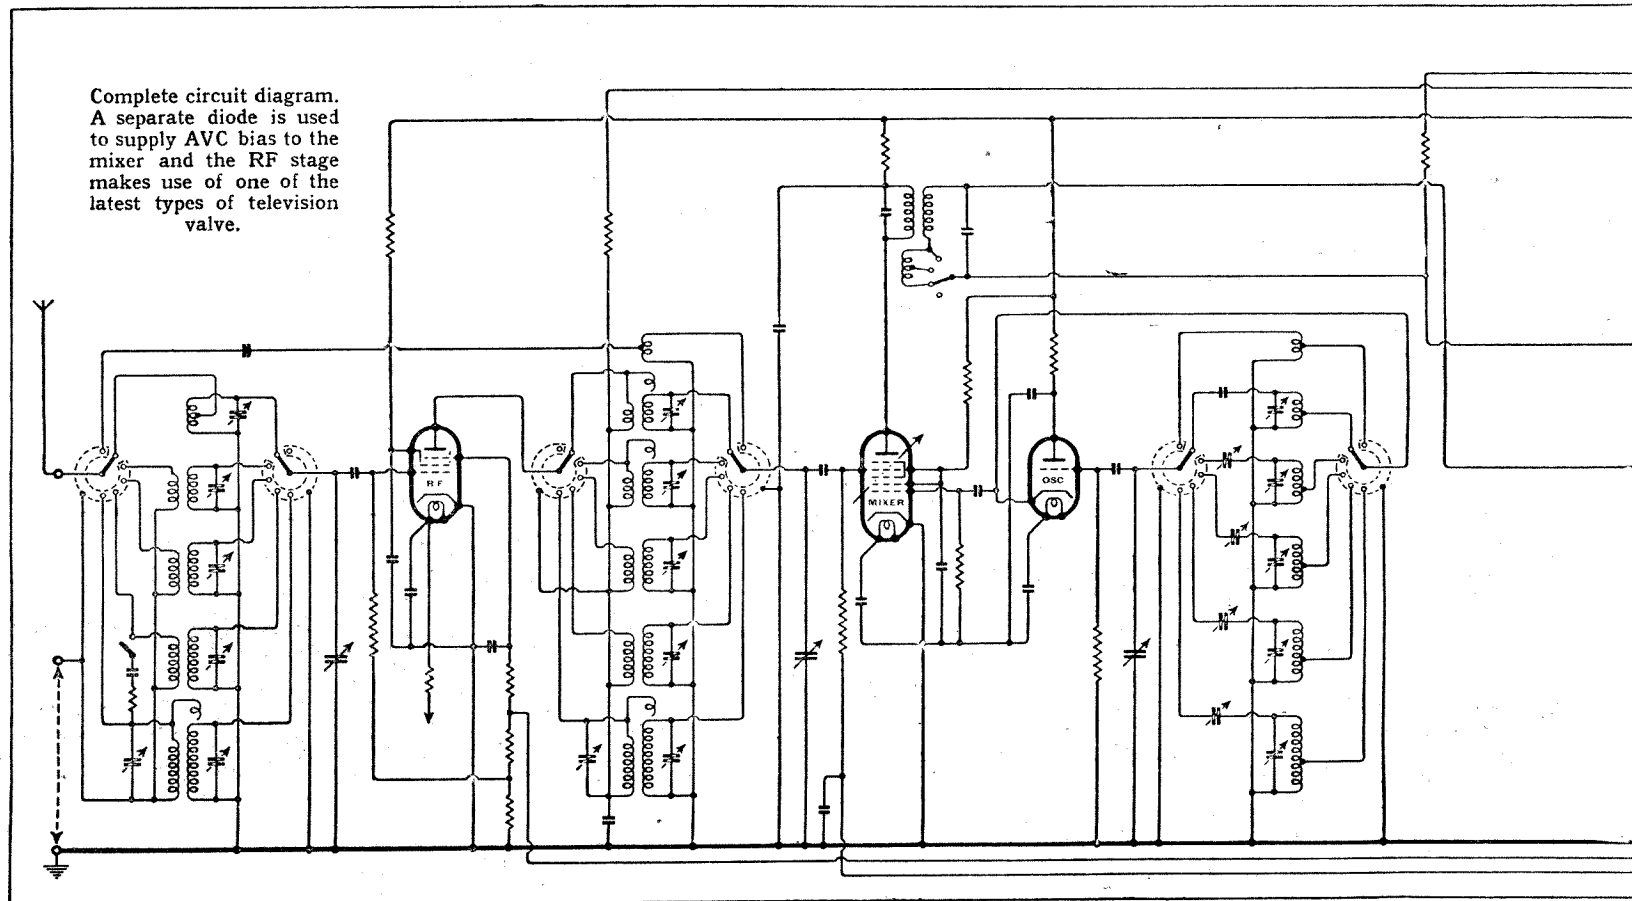 Complete circuit diagram.
A separate diode is used
to supply AVC bias to the
mixer and the RF stage
makes use of one of the
latest types of television
valve.
RF
MIXER
OSC